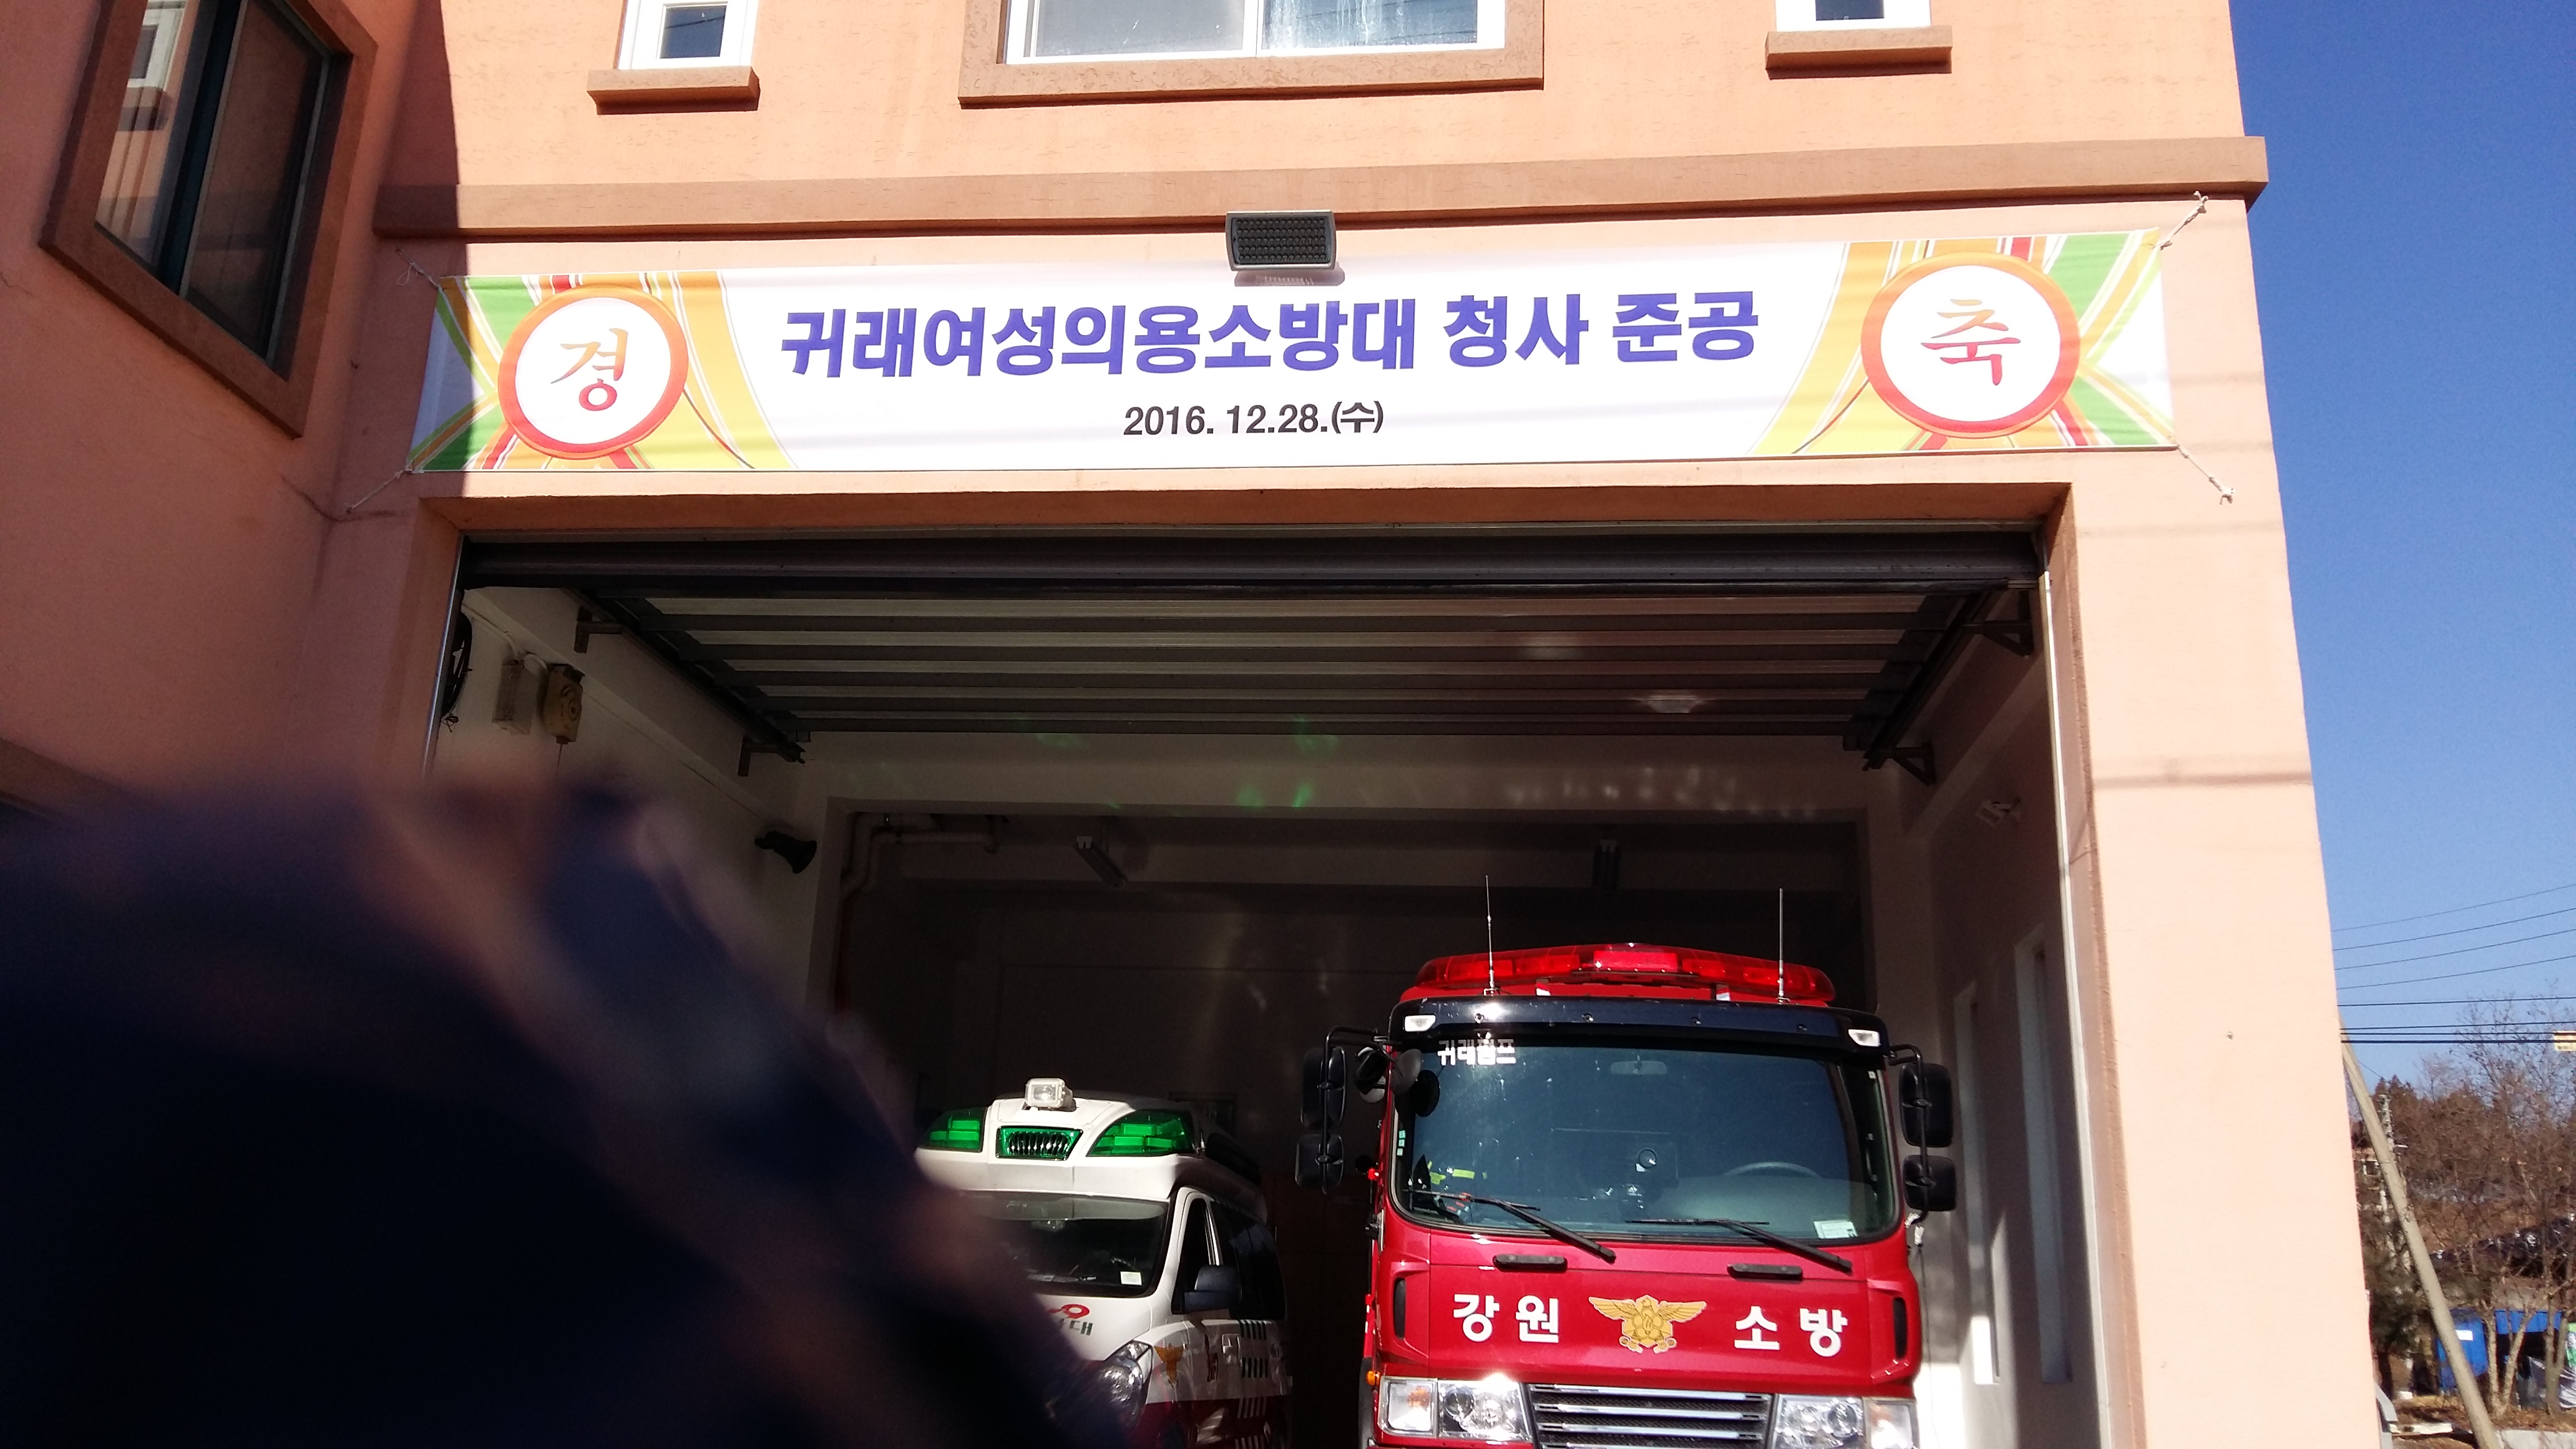 경 귀래여성의용소방대 청사 준공 축
2016. 12.28.(수)
귀래펌프
강원 소방